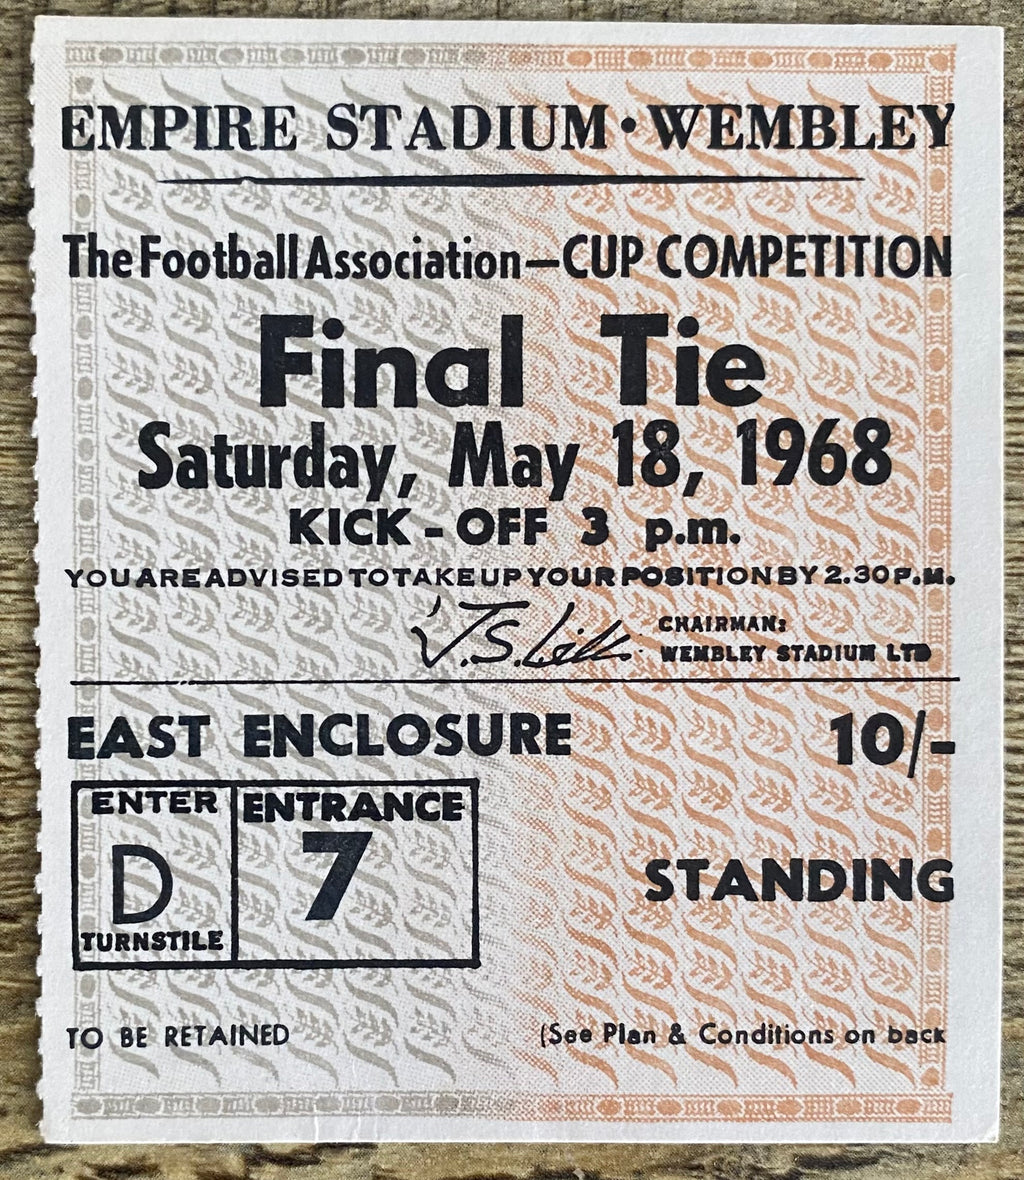 EMPIRE STADIUM • WEMBLEY
The Football Association—CUP COMPETITION
Final Tie
Saturday, May 18, 1968
KICK - OFF 3 p.m.
YOU ARE ADVISED TO TAKE UP YOUR POSITION BY 2.30 P.M.
CHAIRMAN:
WEMBLEY STADIUM LTD
EAST ENCLOSURE 10/-
ENTER ENTRANCE
D 7
TURNSTILE
STANDING
TO BE RETAINED (See Plan & Conditions on back